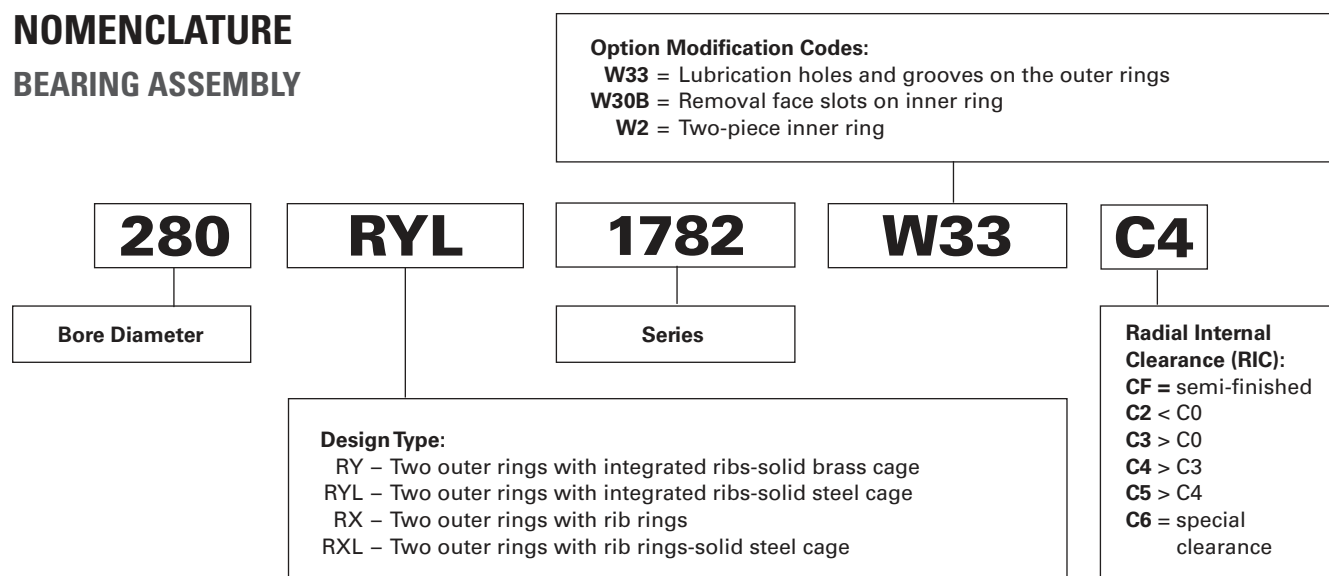 NOMENCLATURE
BEARING ASSEMBLY
Option Modification Codes:
W33 = Lubrication holes and grooves on the outer rings
W30B = Removal face slots on inner ring
W2 = Two-piece inner ring
280 RYL 1782 W33 C4
Bore Diameter
Series
Design Type:
RY – Two outer rings with integrated ribs-solid brass cage
RYL – Two outer rings with integrated ribs-solid steel cage
RX – Two outer rings with rib rings
RXL – Two outer rings with rib rings-solid steel cage
Radial Internal
Clearance (RIC):
CF = semi-finished
C2 < C0
C3 > C0
C4 > C3
C5 > C4
C6 = special
clearance